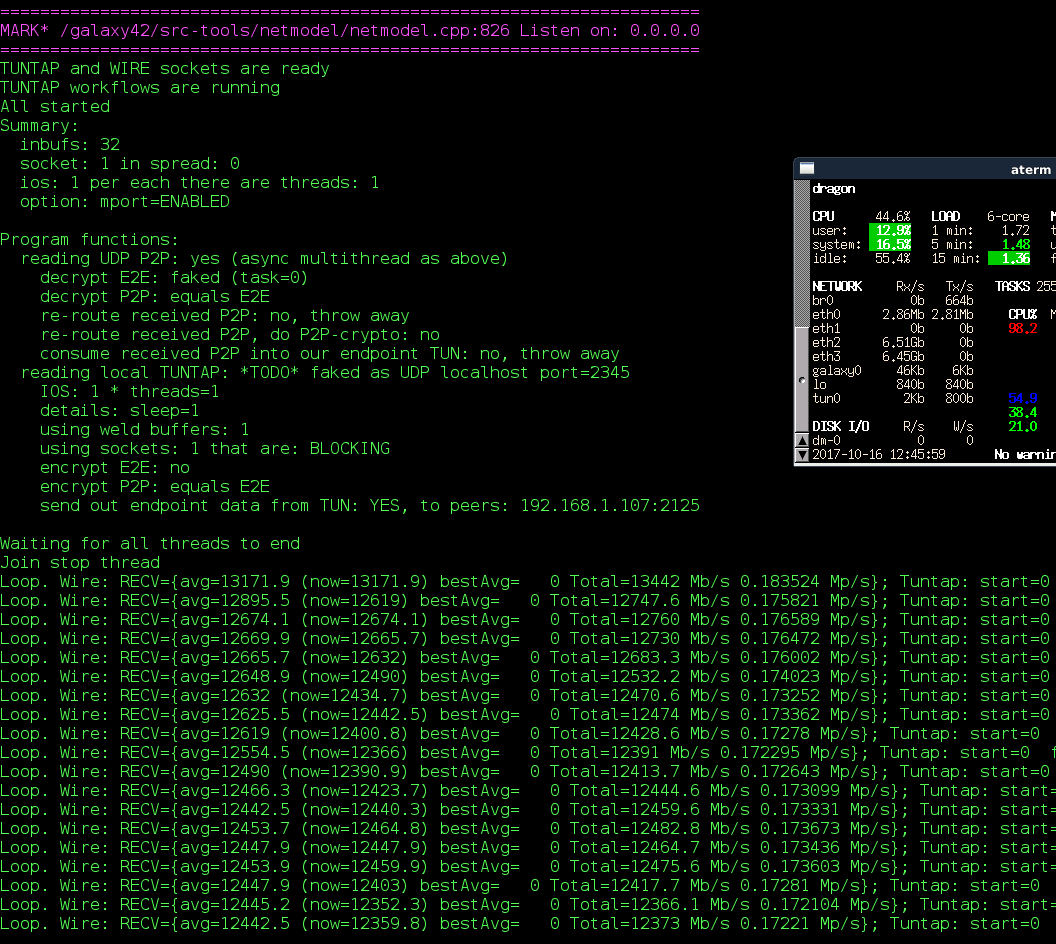 ======================================================================
MARK* /galaxy42/src-tools/netmodel/netmodel.cpp:826 Listen on: 0.0.0.0
======================================================================
TUNTAP and WIRE sockets are ready
TUNTAP workflows are running
All started
Summary:
  inbufs: 32
  socket: 1 in spread: 0
  ios: 1 per each there are threads: 1
  option: mport=ENABLED
Program functions:
  reading UDP P2P: yes (async multithread as above)
    decrypt E2E: faked (task=0)
    decrypt P2P: equals E2E
    re-route received P2P: no, throw away
    re-route received P2P, do P2P-crypto: no
    consume received P2P into our endpoint TUN: no, throw away
  reading local TUNTAP: *TODO* faked as UDP localhost port=2345
    IOS: 1 * threads=1
    details: sleep=1
    using weld buffers: 1
    using sockets: 1 that are: BLOCKING
    encrypt E2E: no
    encrypt P2P: equals E2E
    send out endpoint data from TUN: YES, to peers: 192.168.1.107:2125
Waiting for all threads to end
Join stop thread
Loop. Wire: RECV={avg=13171.9 (now=13171.9) bestAvg=   0 Total=13442 Mb/s 0.183524 Mp/s}; Tuntap: start=0
Loop. Wire: RECV={avg=12895.5 (now=12619) bestAvg=   0 Total=12747.6 Mb/s 0.175821 Mp/s}; Tuntap: start=0
Loop. Wire: RECV={avg=12674.1 (now=12674.1) bestAvg=   0 Total=12760 Mb/s 0.176589 Mp/s}; Tuntap: start=0
Loop. Wire: RECV={avg=12669.9 (now=12665.7) bestAvg=   0 Total=12730 Mb/s 0.176472 Mp/s}; Tuntap: start=0
Loop. Wire: RECV={avg=12665.7 (now=12632) bestAvg=   0 Total=12683.3 Mb/s 0.176002 Mp/s}; Tuntap: start=0
Loop. Wire: RECV={avg=12648.9 (now=12490) bestAvg=   0 Total=12532.2 Mb/s 0.174023 Mp/s}; Tuntap: start=0
Loop. Wire: RECV={avg=12632 (now=12434.7) bestAvg=   0 Total=12470.6 Mb/s 0.173252 Mp/s}; Tuntap: start=0
Loop. Wire: RECV={avg=12625.5 (now=12442.5) bestAvg=   0 Total=12474 Mb/s 0.173362 Mp/s}; Tuntap: start=0
Loop. Wire: RECV={avg=12619 (now=12400.8) bestAvg=   0 Total=12428.6 Mb/s 0.17278 Mp/s}; Tuntap: start=0
Loop. Wire: RECV={avg=12554.5 (now=12366) bestAvg=   0 Total=12391 Mb/s 0.172295 Mp/s}; Tuntap: start=0  f
Loop. Wire: RECV={avg=12490 (now=12390.9) bestAvg=   0 Total=12413.7 Mb/s 0.172643 Mp/s}; Tuntap: start=0
Loop. Wire: RECV={avg=12466.3 (now=12423.7) bestAvg=   0 Total=12444.6 Mb/s 0.173099 Mp/s}; Tuntap: start=
Loop. Wire: RECV={avg=12442.5 (now=12440.3) bestAvg=   0 Total=12459.6 Mb/s 0.173331 Mp/s}; Tuntap: start=
Loop. Wire: RECV={avg=12453.7 (now=12464.8) bestAvg=   0 Total=12482.8 Mb/s 0.173673 Mp/s}; Tuntap: start=
Loop. Wire: RECV={avg=12447.9 (now=12447.9) bestAvg=   0 Total=12464.7 Mb/s 0.173436 Mp/s}; Tuntap: start=
Loop. Wire: RECV={avg=12453.9 (now=12459.9) bestAvg=   0 Total=12475.6 Mb/s 0.173603 Mp/s}; Tuntap: start=
Loop. Wire: RECV={avg=12447.9 (now=12403) bestAvg=   0 Total=12417.7 Mb/s 0.17281 Mp/s}; Tuntap: start=0
Loop. Wire: RECV={avg=12445.2 (now=12352.3) bestAvg=   0 Total=12366.1 Mb/s 0.172104 Mp/s}; Tuntap: start=
Loop. Wire: RECV={avg=12442.5 (now=12359.8) bestAvg=   0 Total=12373 Mb/s 0.17221 Mp/s}; Tuntap: start=0
aterm
dragon
CPU 44.6% LOAD 6-core M
user: 12.9% 1 min: 1.72 t
system: 16.5% 5 min: 1.48 u
idle: 55.4% 15 min: 1.36 f
NETWORK Rx/s Tx/s TASKS 255
br0 0b 664b
eth0 2.86Mb 2.81Mb CPU% M
eth1 0b 0b 98.2
eth2 6.51Gb 0b
eth3 6.45Gb 0b
galaxy0 46Kb 6Kb
lo 840b 840b
tun0 2Kb 800b 54.9
38.4
DISK I/O R/s W/s 21.0
dm-0 0 0
2017-10-16 12:45:59 No warnin